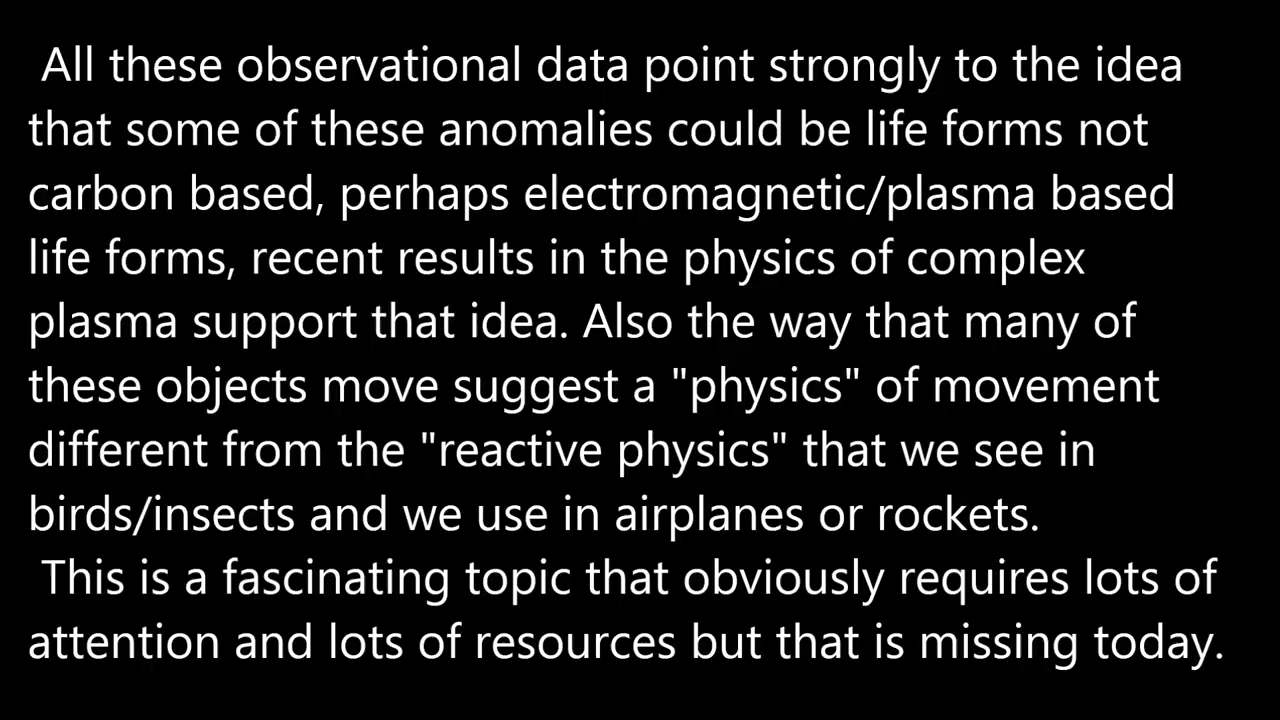 All these observational data point strongly to the idea
that some of these anomalies could be life forms not
carbon based, perhaps electromagnetic/plasma based
life forms, recent results in the physics of complex
plasma support that idea. Also the way that many of
these objects move suggest a "physics" of movement
different from the "reactive physics" that we see in
birds/insects and we use in airplanes or rockets.
This is a fascinating topic that obviously requires lots of
attention and lots of resources but that is missing today.